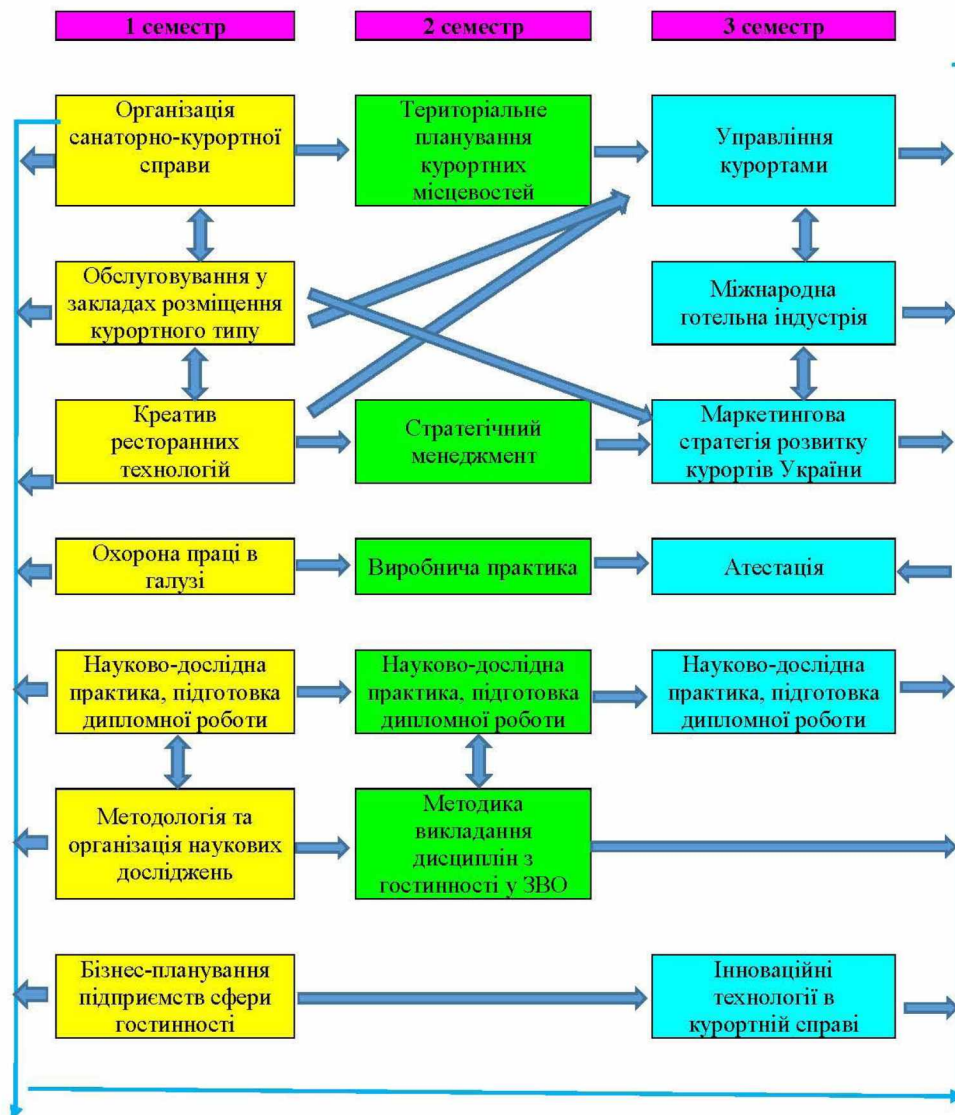 1 семестр
2 семестр
3 семестр
Організація
санаторно-курортної
справи
Територіальне
планування
курортних
місцевостей
Управління
курортами
Обслуговування у
закладах розміщення
курортного типу
Міжнародна
готельна індустрія
Креатив
ресторанних
технологій
Стратегічний
менеджмент
Маркетингова
стратегія розвитку
курортів України
Охорона праці в
галузі
Виробнича практика
Атестація
Науково-дослідна
практика, підготовка
дипломної роботи
Науково-дослідна
практика, підготовка
дипломної роботи
Науково-дослідна
практика, підготовка
дипломної роботи
Методологія та
організація наукових
досліджень
Методика
викладання
дисциплін з
гостинності у ЗВО
Бізнес-планування
підприємств сфери
гостинності
Інноваційні
технології в
курортній справі